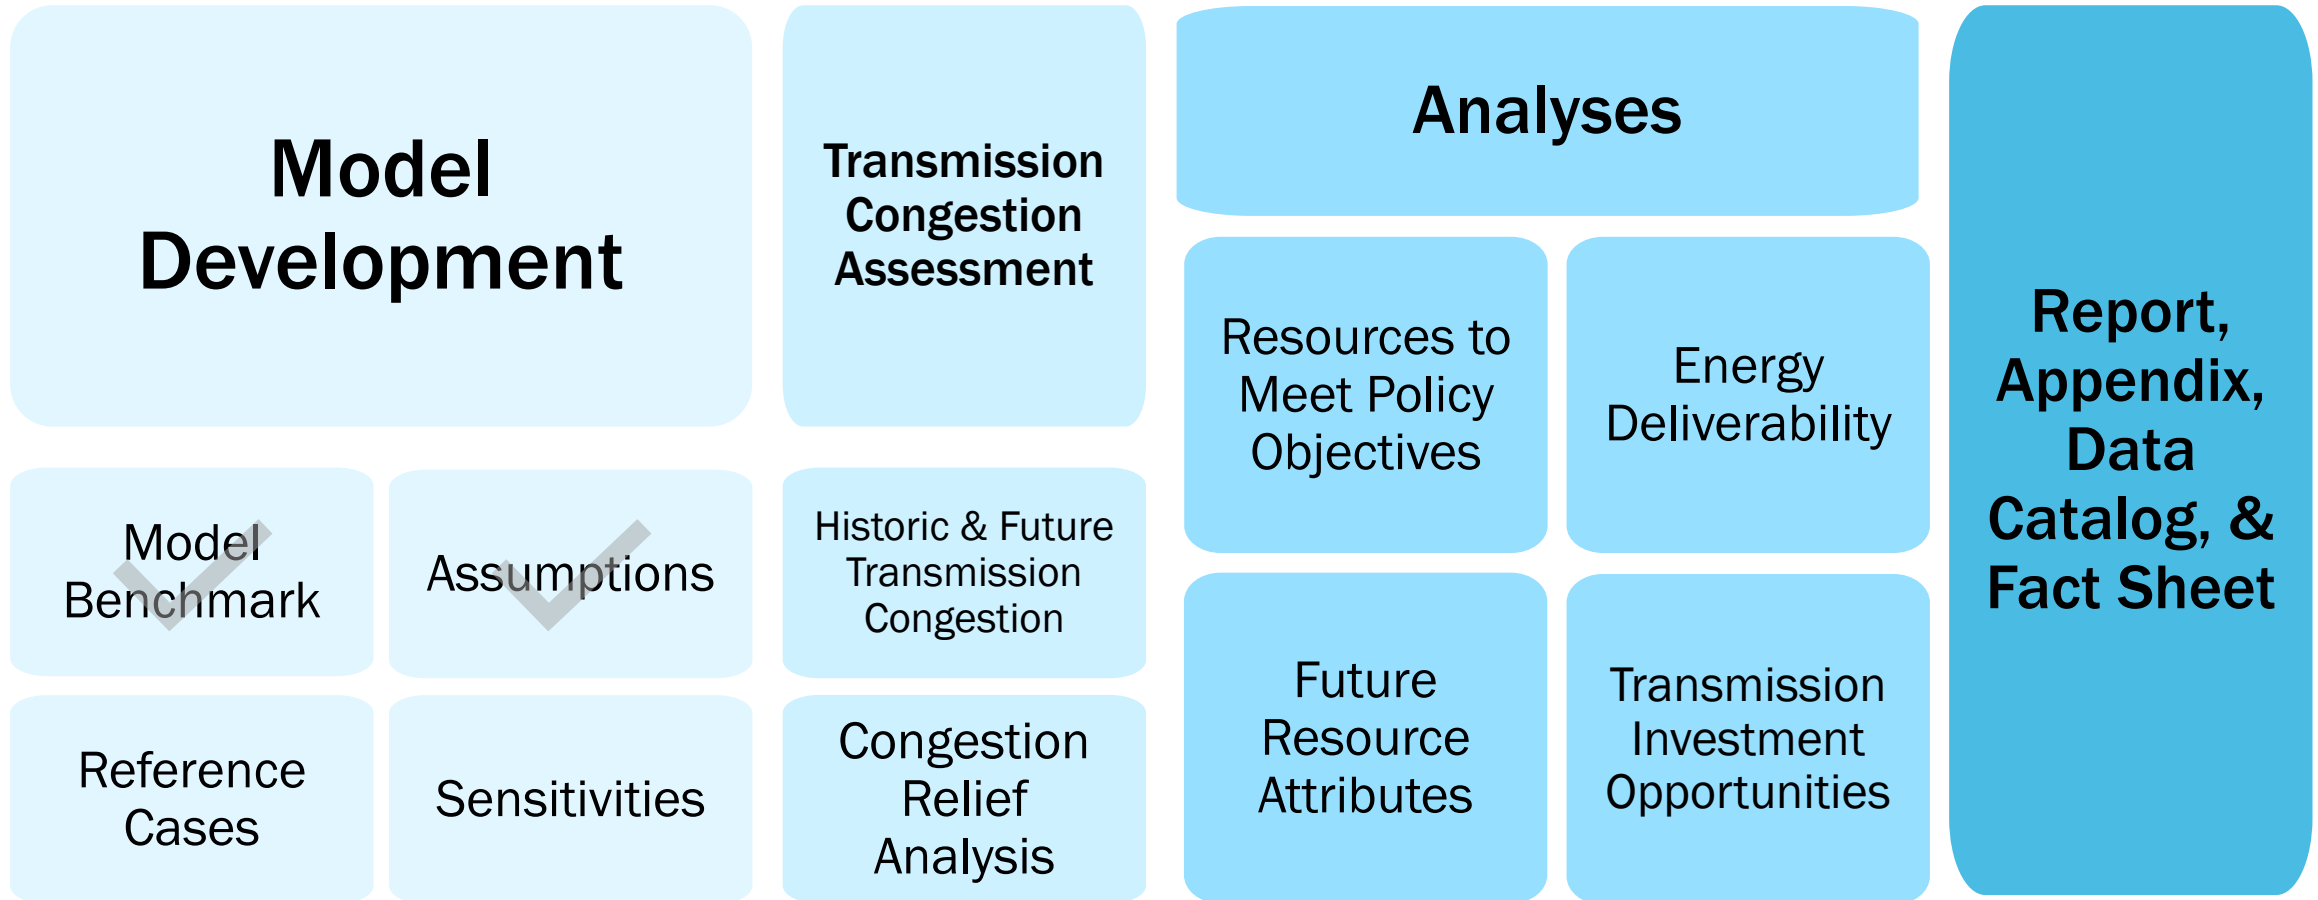 Model
Development
Model
Benchmark
Assumptions
Reference
Cases
Sensitivities
Transmission
Congestion
Assessment
Historic & Future
Transmission
Congestion
Congestion
Relief
Analysis
Analyses
Resources to
Meet Policy
Objectives
Energy
Deliverability
Future
Resource
Attributes
Transmission
Investment
Opportunities
Report,
Appendix,
Data
Catalog, &
Fact Sheet